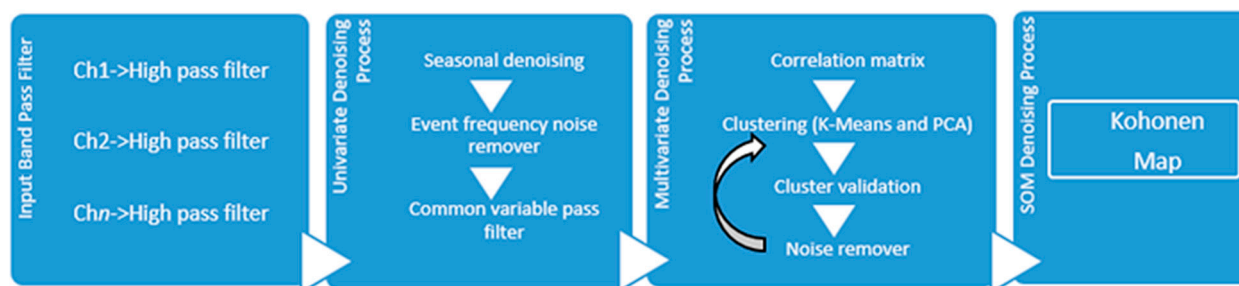 Input Band Pass Filter
Ch1->High pass filter
Ch2->High pass filter
Chn->High pass filter
Univariate Denoising
Process
Seasonal denoising
Event frequency noise
remover
Common variable pass
filter
Multivariate Denoising
Process
Correlation matrix
Clustering (K-Means and PCA)
Cluster validation
Noise remover
SOM Denoising Process
Kohonen
Map